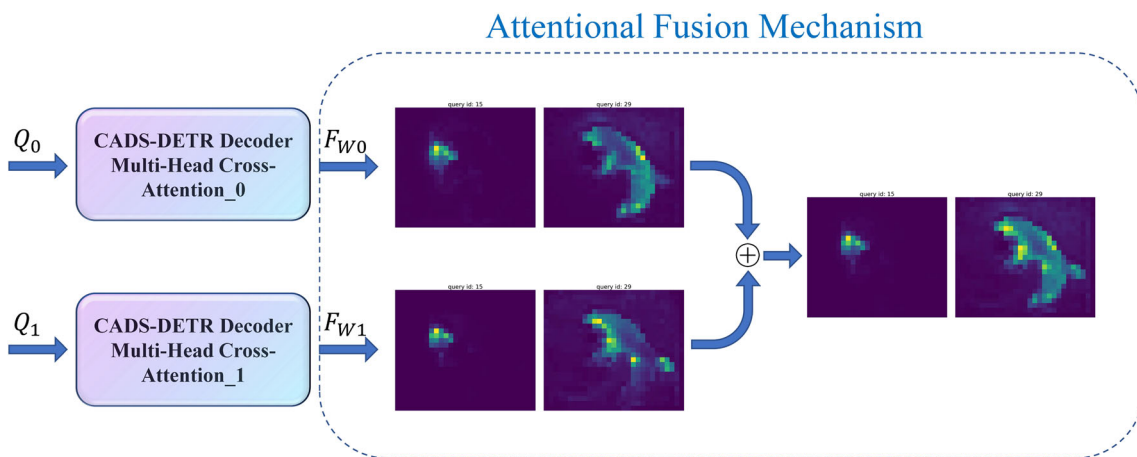 Attentional Fusion Mechanism
Q0
CADS-DETR Decoder
Multi-Head Cross-
Attention_0
FW0
query id: 15
query id: 29
query id: 15
query id: 29
Q1
CADS-DETR Decoder
Multi-Head Cross-
Attention_1
FW1
query id: 15
query id: 29